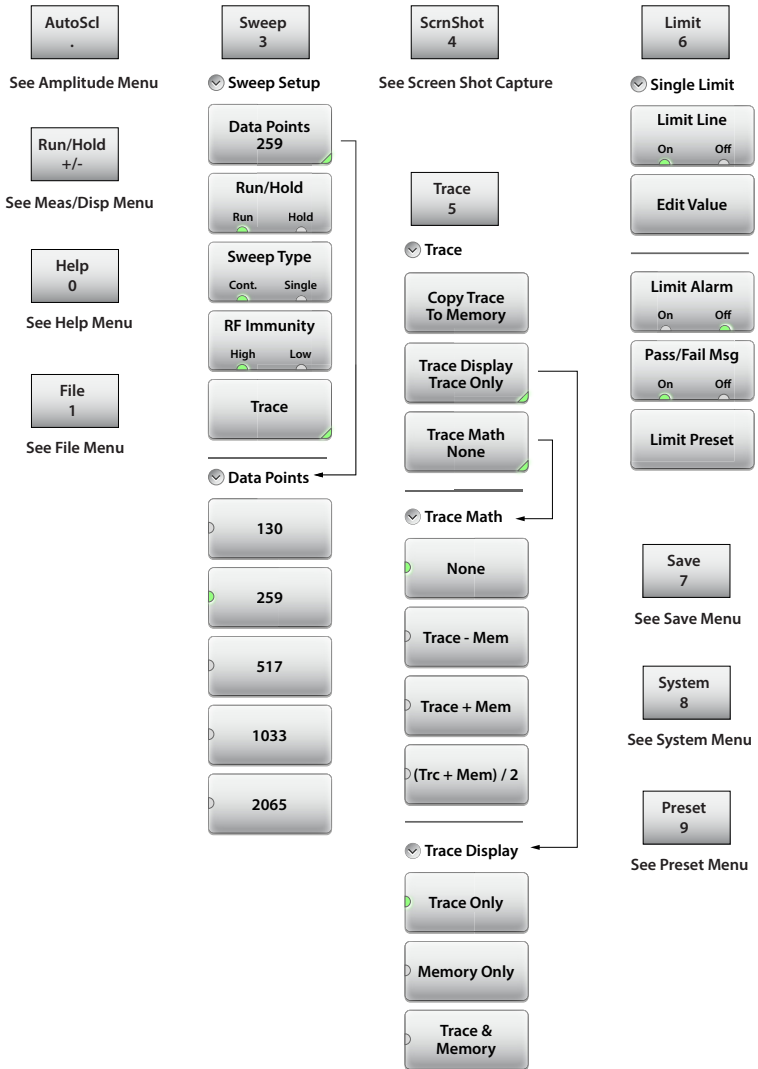 AutoScl
.
See Amplitude Menu
Run/Hold
+/-
See Meas/Disp Menu
Help
0
See Help Menu
File
1
See File Menu
Sweep
3
Sweep Setup
Data Points
259
Run/Hold
Run Hold
Sweep Type
Cont. Single
RF Immunity
High Low
Trace
Data Points
130
259
517
1033
2065
ScrnShot
4
See Screen Shot Capture
Trace
5
Trace
Copy Trace
To Memory
Trace Display
Trace Only
Trace Math
None
Trace Math
None
Trace - Mem
Trace + Mem
(Trc + Mem) / 2
Trace Display
Trace Only
Memory Only
Trace &
Memory
Limit
6
Single Limit
Limit Line
On Off
Edit Value
Limit Alarm
On Off
Pass/Fail Msg
On Off
Limit Preset
Save
7
See Save Menu
System
8
See System Menu
Preset
9
See Preset Menu